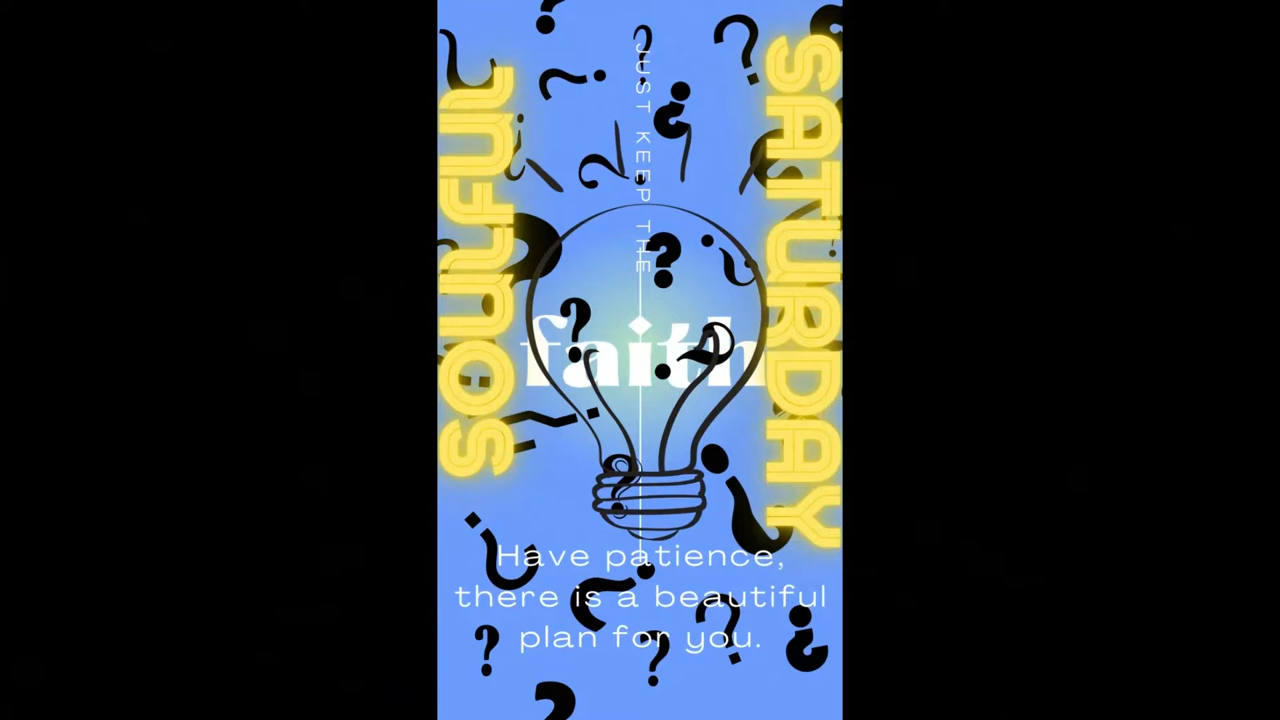 SOULFUL
SATURDAY
JUST KEEP THE
faith
Have patience,
there is a beautiful
plan for you.